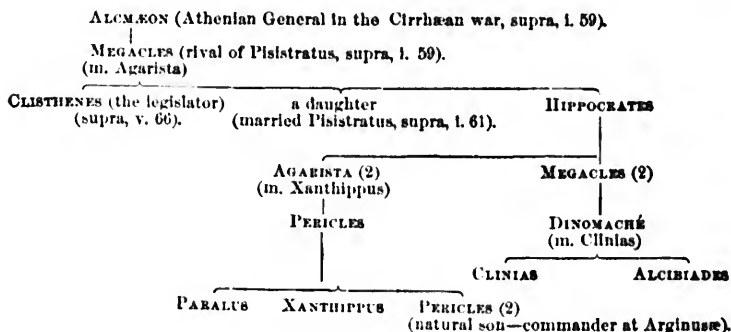 ALCMÆON (Athenian General in the Cirrhæan war, supra, i. 59).
MEGACLES (rival of Pisistratus, supra, i. 59).
(m. Agarista)
CLISTHENES (the legislator) a daughter HIPPOCRATES
(supra, v. 66). (married Pisistratus, supra, i. 61).
AGARISTA (2) MEGACLES (2)
(m. Xanthippus)
PERICLES DINOMACHÉ
(m. Clinias)
CLINIAS ALCIBIADES
PARALUS XANTHIPPUS PERICLES (2)
(natural son—commander at Arginusæ).